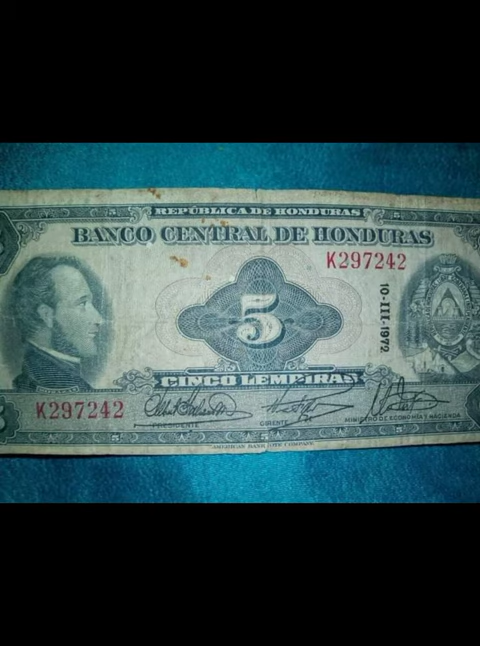 REPÚBLICA DE HONDURAS
BANCO CENTRAL DE HONDURAS
K297242
5
10-III-1972
CINCO LEMPIRAS
K297242
PRESIDENTE
GERENTE
MINISTRO DE ECONOMIA Y HACIENDA
AMERICAN BANK NOTE COMPANY